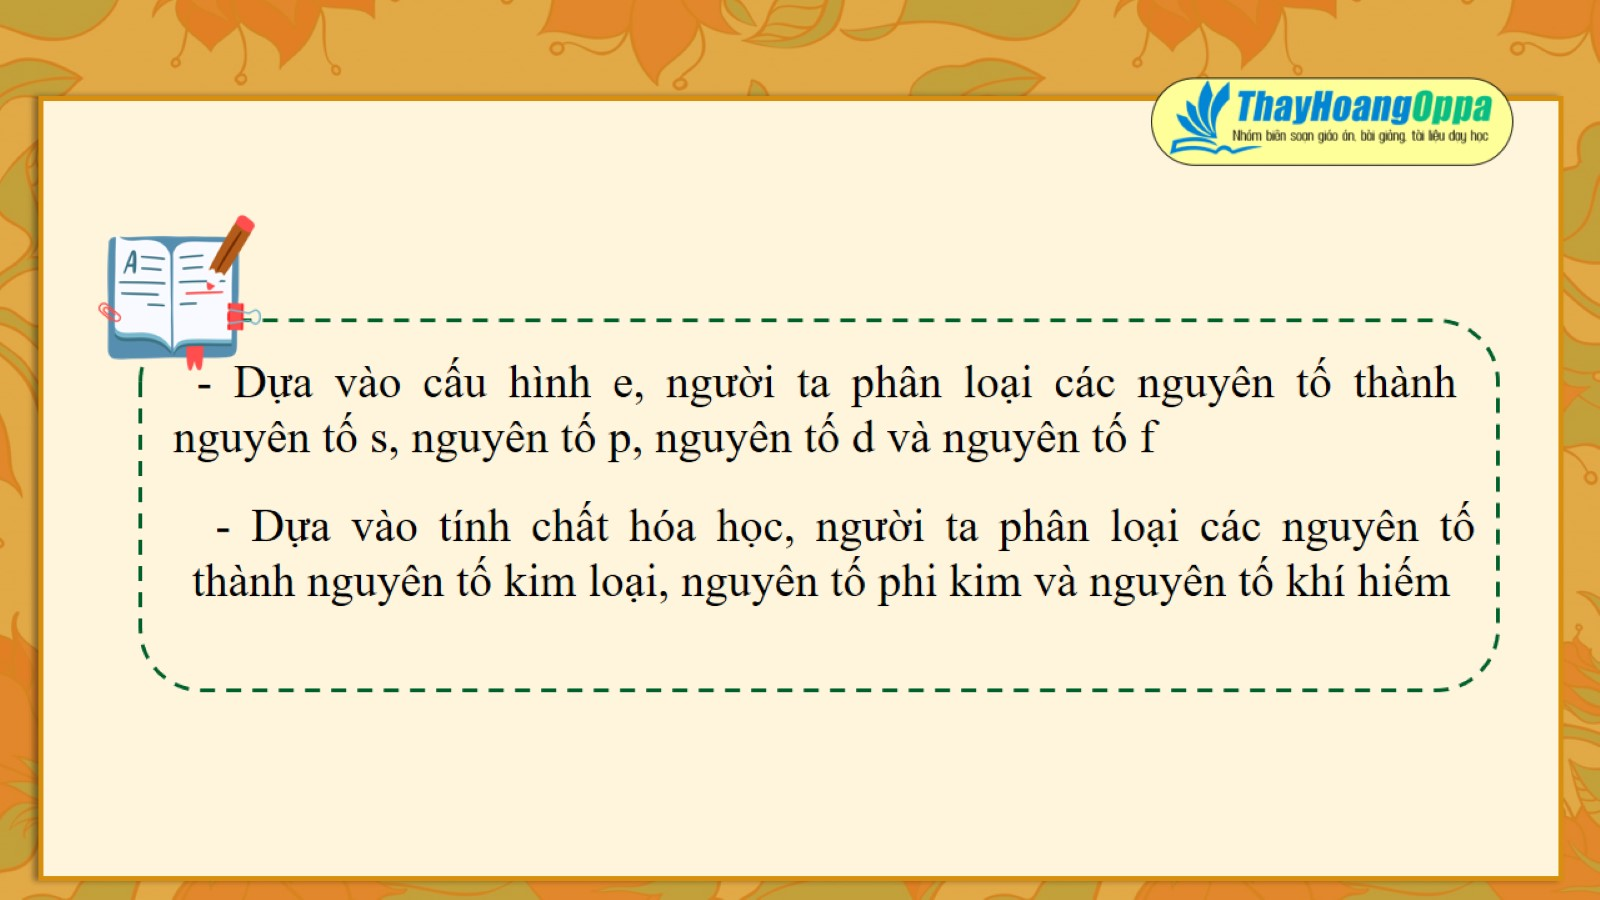 ThayHoangOppa
Nhóm biên soạn giáo án, bài giảng, tài liệu dạy học
A
- Dựa vào cấu hình e, người ta phân loại các nguyên tố thành
nguyên tố s, nguyên tố p, nguyên tố d và nguyên tố f
- Dựa vào tính chất hóa học, người ta phân loại các nguyên tố
thành nguyên tố kim loại, nguyên tố phi kim và nguyên tố khí hiếm